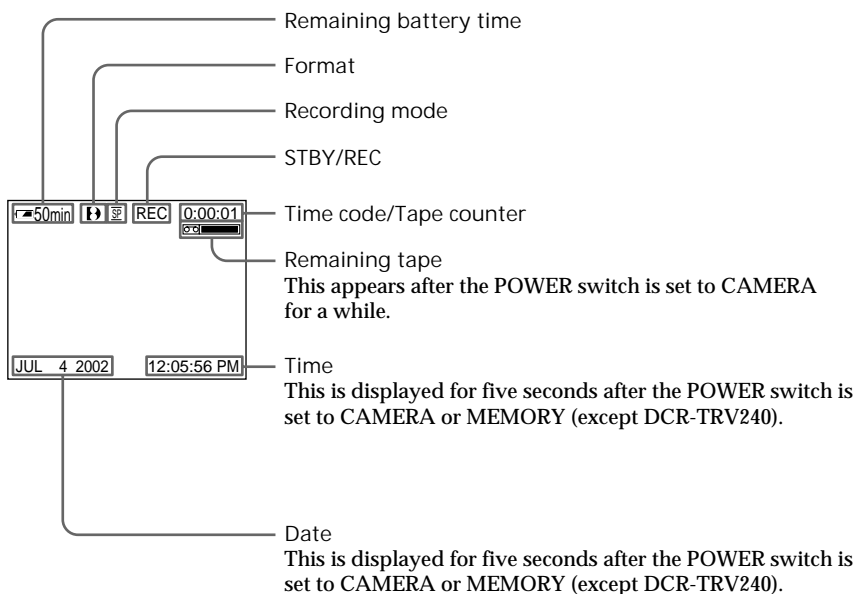 Remaining battery time
Format
Recording mode
STBY/REC
50min SP REC 0:00:01
Time code/Tape counter
Remaining tape
This appears after the POWER switch is set to CAMERA
for a while.
JUL 4 2002 12:05:56 PM
Time
This is displayed for five seconds after the POWER switch is
set to CAMERA or MEMORY (except DCR-TRV240).
Date
This is displayed for five seconds after the POWER switch is
set to CAMERA or MEMORY (except DCR-TRV240).